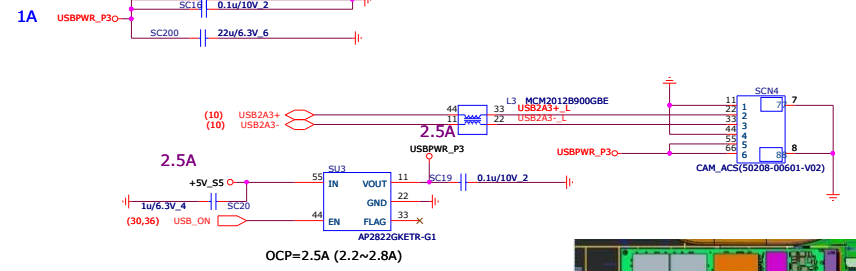 SC16 0.1u/10V_2
1A
USBPWR_P3
SC200 22u/6.3V_6
SCN4
L3 MCM2012B900GBE
(10) USB2A3+ 44 33 USB2A3+_L
(10) USB2A3- 11 22 USB2A3-_L
11 1 77 7
22 2
33 3
44 4
55 5
66 6 88 8
2.5A
USBPWR_P3
USBPWR_P3
CAM_ACS(50208-00601-V02)
2.5A
SU3
+5V_S5 55 IN VOUT 11 SC19 0.1u/10V_2
1u/6.3V_4 SC20
GND 22
(30,36) USB_ON 44 EN FLAG 33
AP2822GKETR-G1
OCP=2.5A (2.2~2.8A)